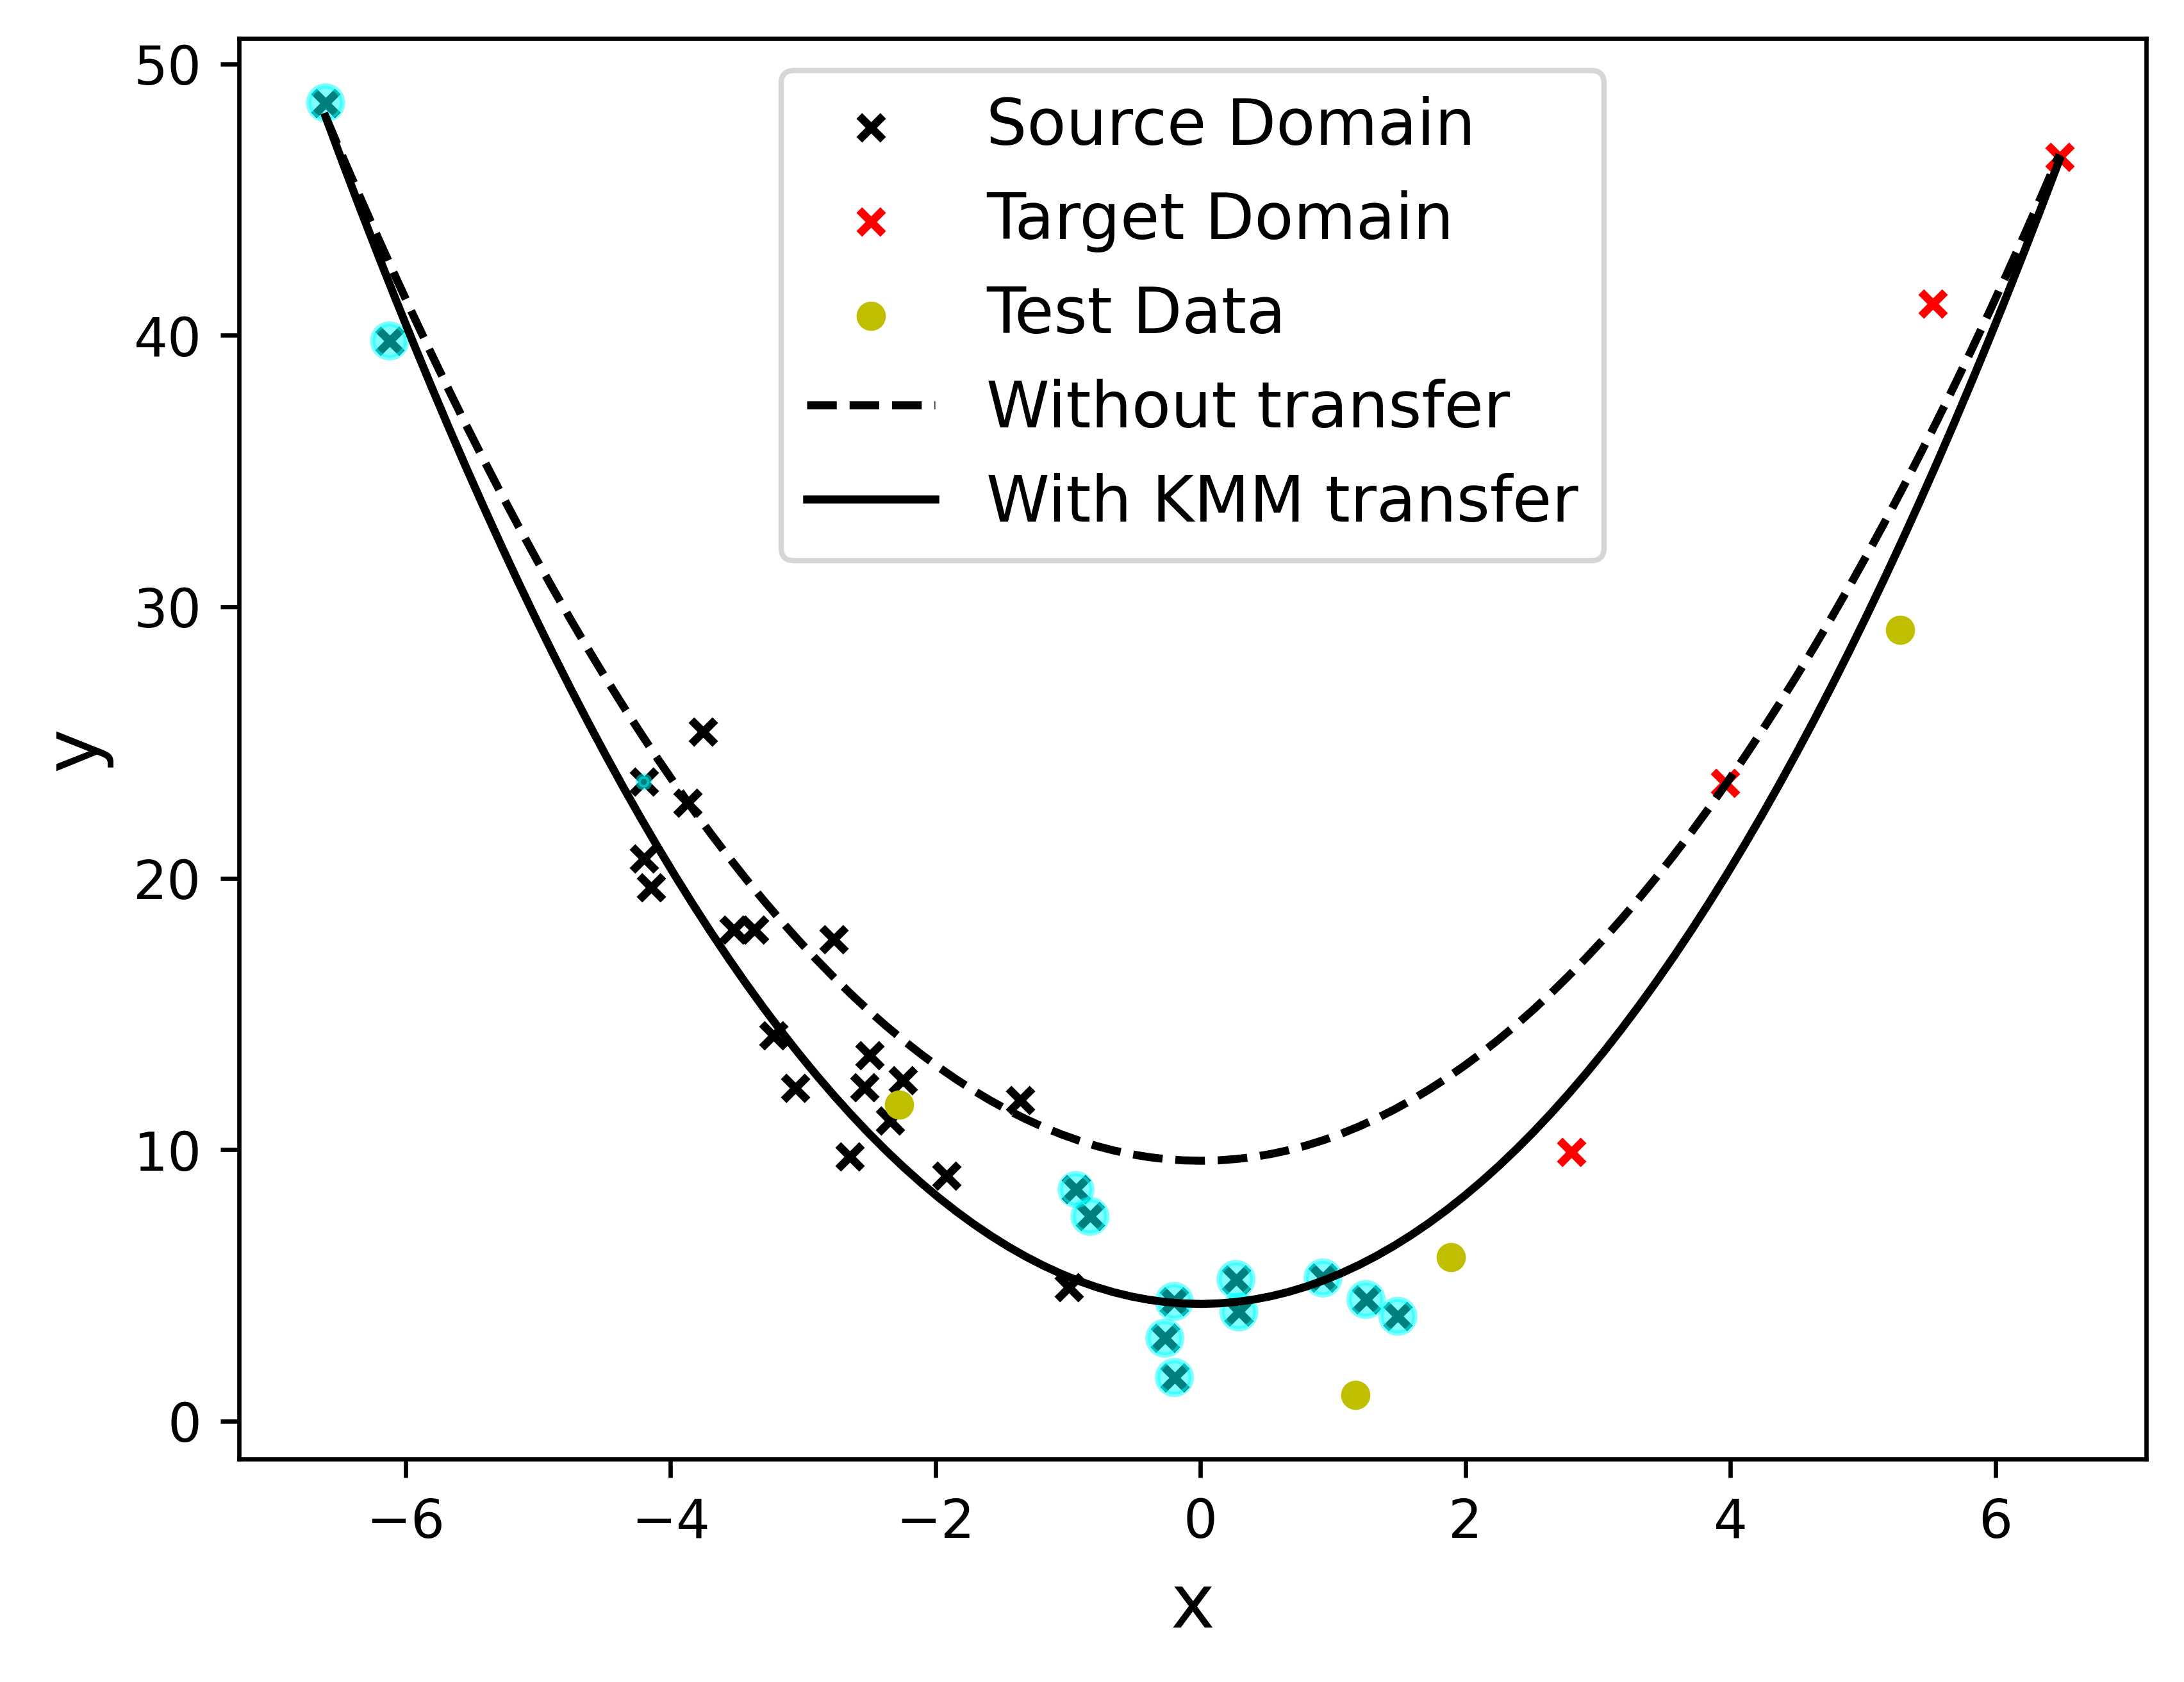 50
40
30
20
10
0
y
Source Domain
Target Domain
Test Data
Without transfer
With KMM transfer
−6 −4 −2 0 2 4 6
x